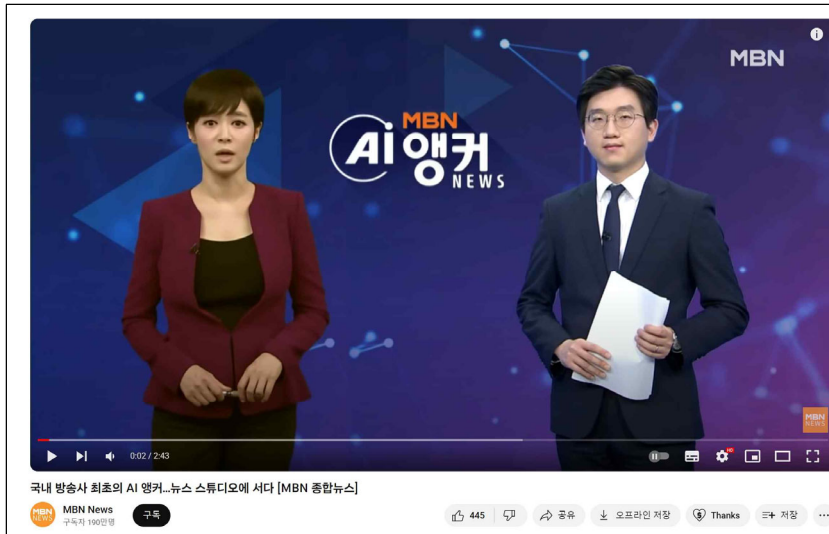 MBN
MBN
Ai 앵커
NEWS
MBN
NEWS
0:02 / 2:43
HD
국내 방송사 최초의 AI 앵커...뉴스 스튜디오에 서다 [MBN 종합뉴스]
MBN
NEWS
MBN News
구독자 190만명
구독
445
공유
오프라인 저장
Thanks
저장